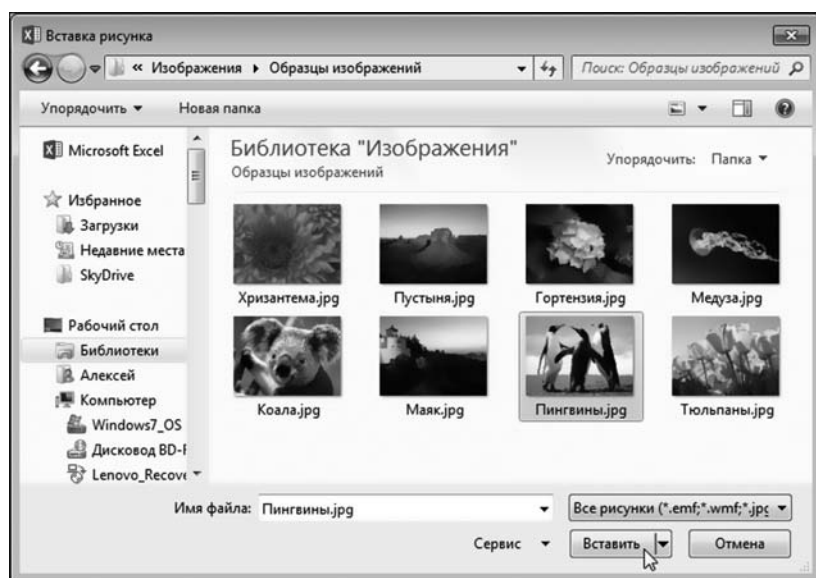 Вставка рисунка
« Изображения ▸ Образцы изображений
Поиск: Образцы изображений
Упорядочить ▾ Новая папка
Microsoft Excel
Избранное
Загрузки
Недавние места
SkyDrive
Рабочий стол
Библиотеки
Алексей
Компьютер
Windows7_OS
Дисковод BD-
Lenovo_Recove
Библиотека "Изображения"
Образцы изображений
Упорядочить: Папка ▾
Хризантема.jpg Пустыня.jpg Гортензия.jpg Медуза.jpg
Коала.jpg Маяк.jpg Пингвины.jpg Тюльпаны.jpg
Имя файла: Пингвины.jpg Все рисунки (*.emf;*.wmf;*.jpg
Сервис ▾ Вставить Отмена